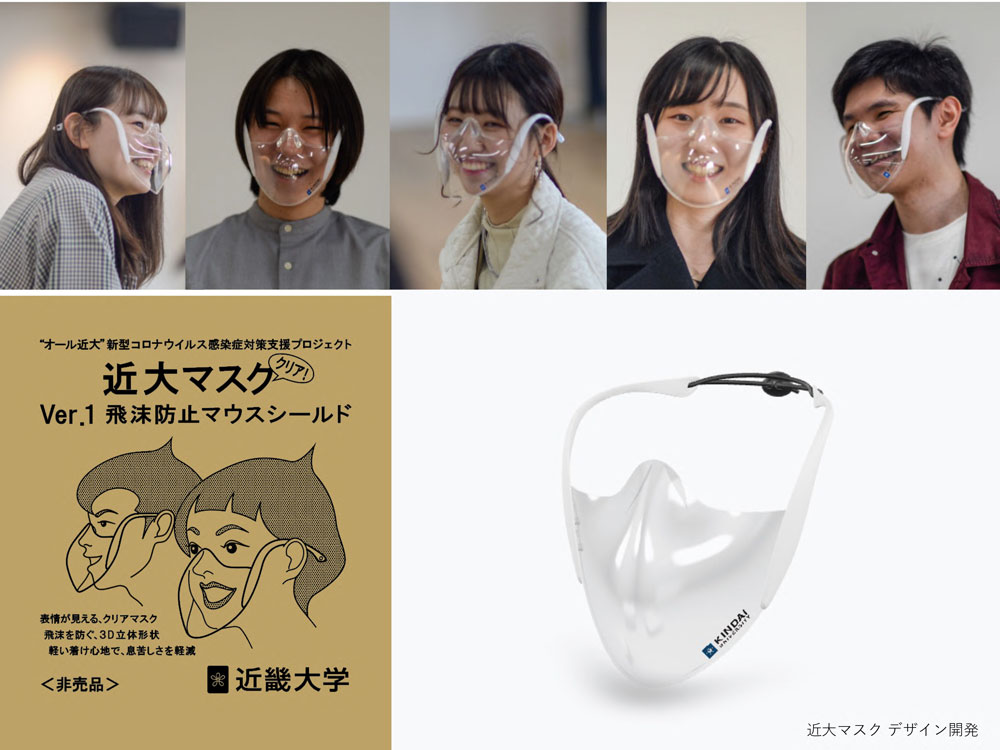 “オール近大”新型コロナウイルス感染症対策支援プロジェクト
近大マスク
クリア!
Ver.1 飛沫防止マウスシールド
表情が見える、クリアマスク
飛沫を防ぐ、3D立体形状
軽い着け心地で、息苦しさを軽減
<非売品>
近畿大学
KINDAI
UNIVERSITY
近大マスク デザイン開発